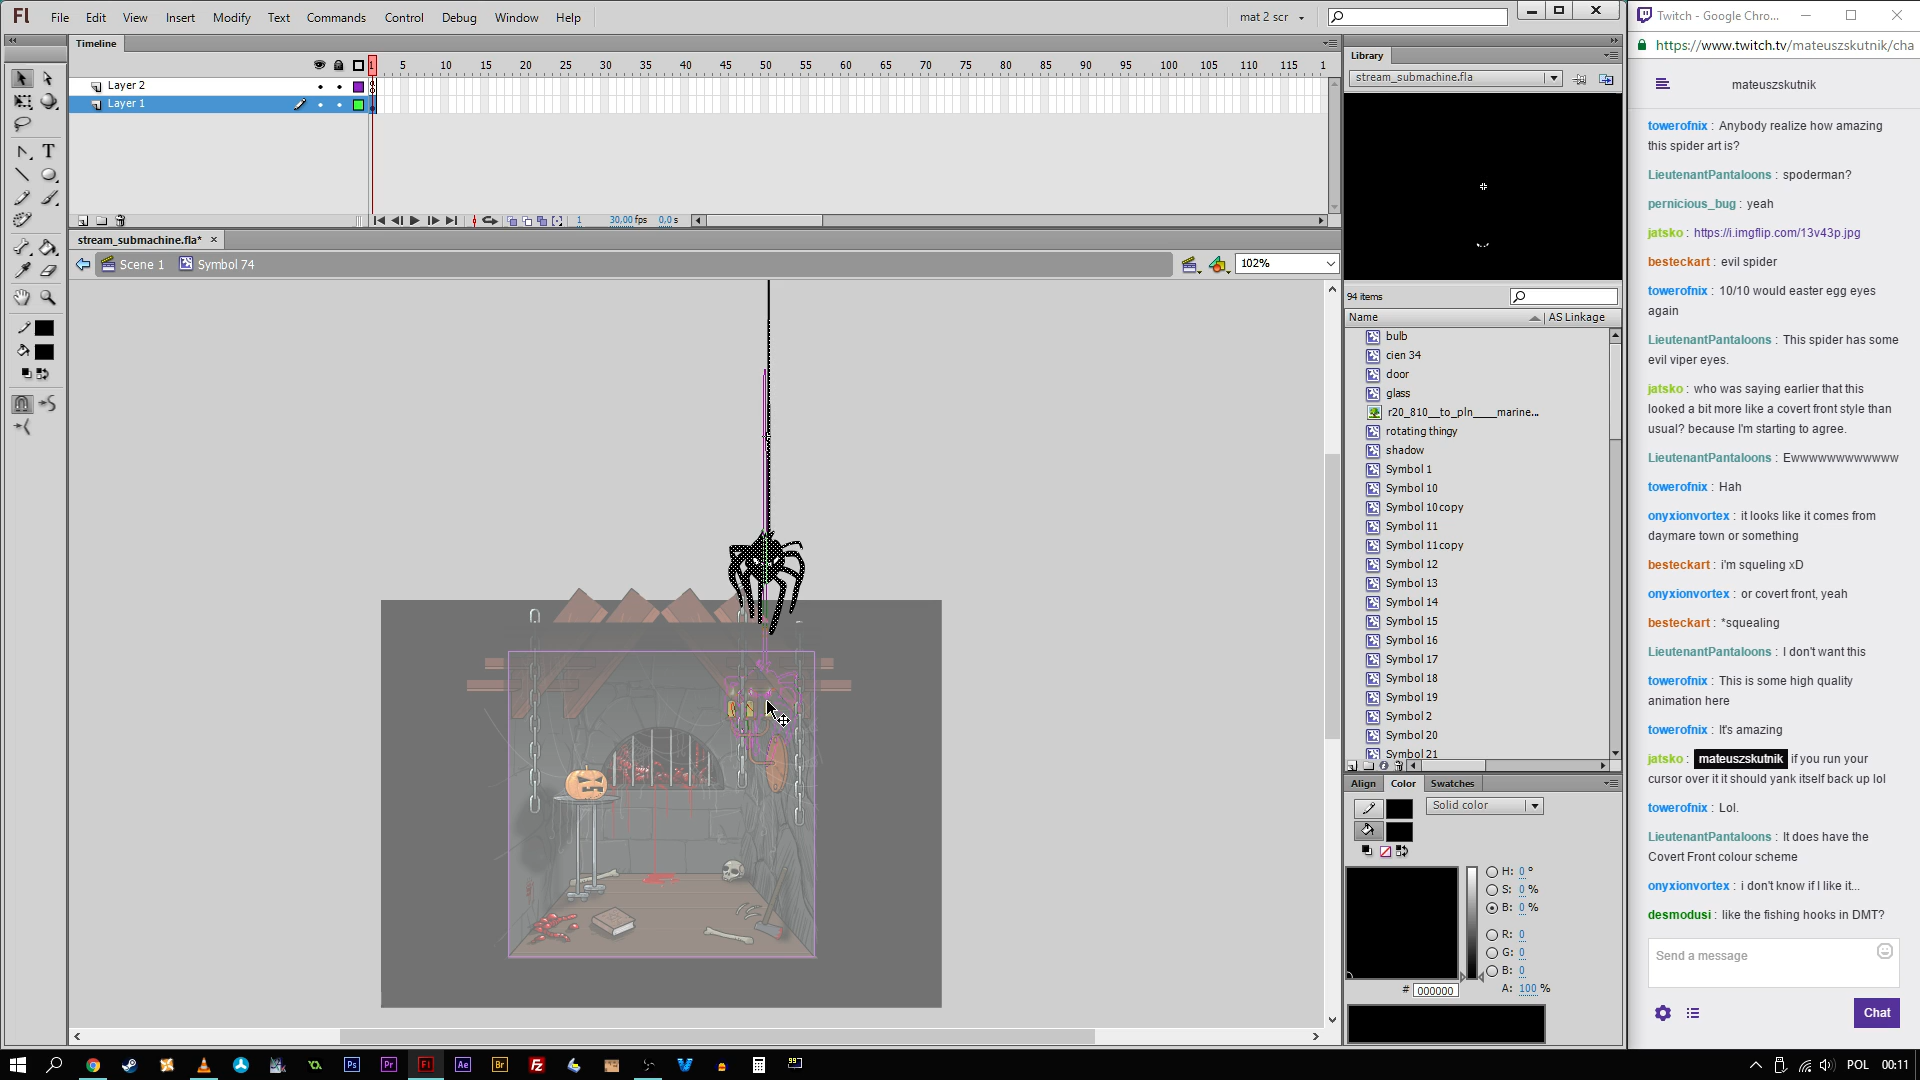 Fl File Edit View Insert Modify Text Commands Control Debug Window Help mat 2 scr
Timeline
1 5 10 15 20 25 30 35 40 45 50 55 60 65 70 75 80 85 90 95 100 105 110 115 1
Layer 2
Layer 1
1 30,00 fps 0,0 s
stream_submachine.fla*
Scene 1 Symbol 74 102%
Library
stream_submachine.fla
94 items
Name AS Linkage
bulb
cien 34
door
glass
r20_810__to_pln____marine...
rotating thingy
shadow
Symbol 1
Symbol 10
Symbol 10 copy
Symbol 11
Symbol 11 copy
Symbol 12
Symbol 13
Symbol 14
Symbol 15
Symbol 16
Symbol 17
Symbol 18
Symbol 19
Symbol 2
Symbol 20
Symbol 21
Align Color Swatches
Solid color
H: 0 °
S: 0 %
B: 0 %
R: 0
G: 0
B: 0
# 000000 A: 100 %
Twitch - Google Chro...
https://www.twitch.tv/mateuszskutnik/cha
mateuszskutnik
towerofnix : Anybody realize how amazing
this spider art is?
LieutenantPantaloons : spoderman?
pernicious_bug : yeah
jatsko : https://i.imgflip.com/13v43p.jpg
besteckart : evil spider
towerofnix : 10/10 would easter egg eyes
again
LieutenantPantaloons : This spider has some
evil viper eyes.
jatsko : who was saying earlier that this
looked a bit more like a covert front style than
usual? because I'm starting to agree.
LieutenantPantaloons : Ewwwwwwwwwwww
towerofnix : Hah
onyxionvortex : it looks like it comes from
daymare town or something
besteckart : i'm squeling xD
onyxionvortex : or covert front, yeah
besteckart : *squealing
LieutenantPantaloons : I don't want this
towerofnix : This is some high quality
animation here
towerofnix : It's amazing
jatsko : mateuszskutnik if you run your
cursor over it it should yank itself back up lol
towerofnix : Lol.
LieutenantPantaloons : It does have the
Covert Front colour scheme
onyxionvortex : i don't know if I like it...
desmodusi : like the fishing hooks in DMT?
Send a message
Chat
Ps Pr Fl Ae Br Fz POL 00:11